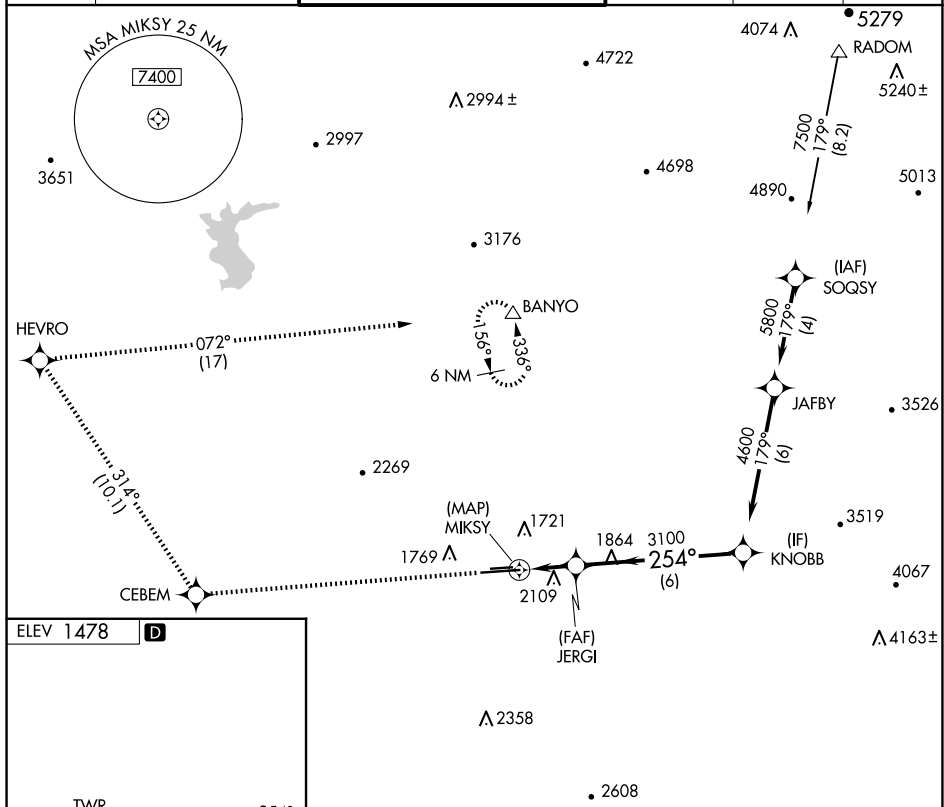 MSA MIKSY 25 NM
7400
4074
5279
RADOM
5240±
4722
2994±
2997
3651
7500
179°
(8.2)
4698
4890
5013
3176
(IAF)
SOQSY
5800
179°
(4)
BANYO
HEVRO
072°
(17)
156°
336°
6 NM
JAFBY
3526
4600
179°
(6)
2269
314°
(10.1)
(MAP)
MIKSY
1721
3519
1769
1864
3100
254°
(6)
(IF)
KNOBB
2109
4067
CEBEM
(FAF)
JERGI
ELEV 1478
D
4163±
2358
2608
TWR